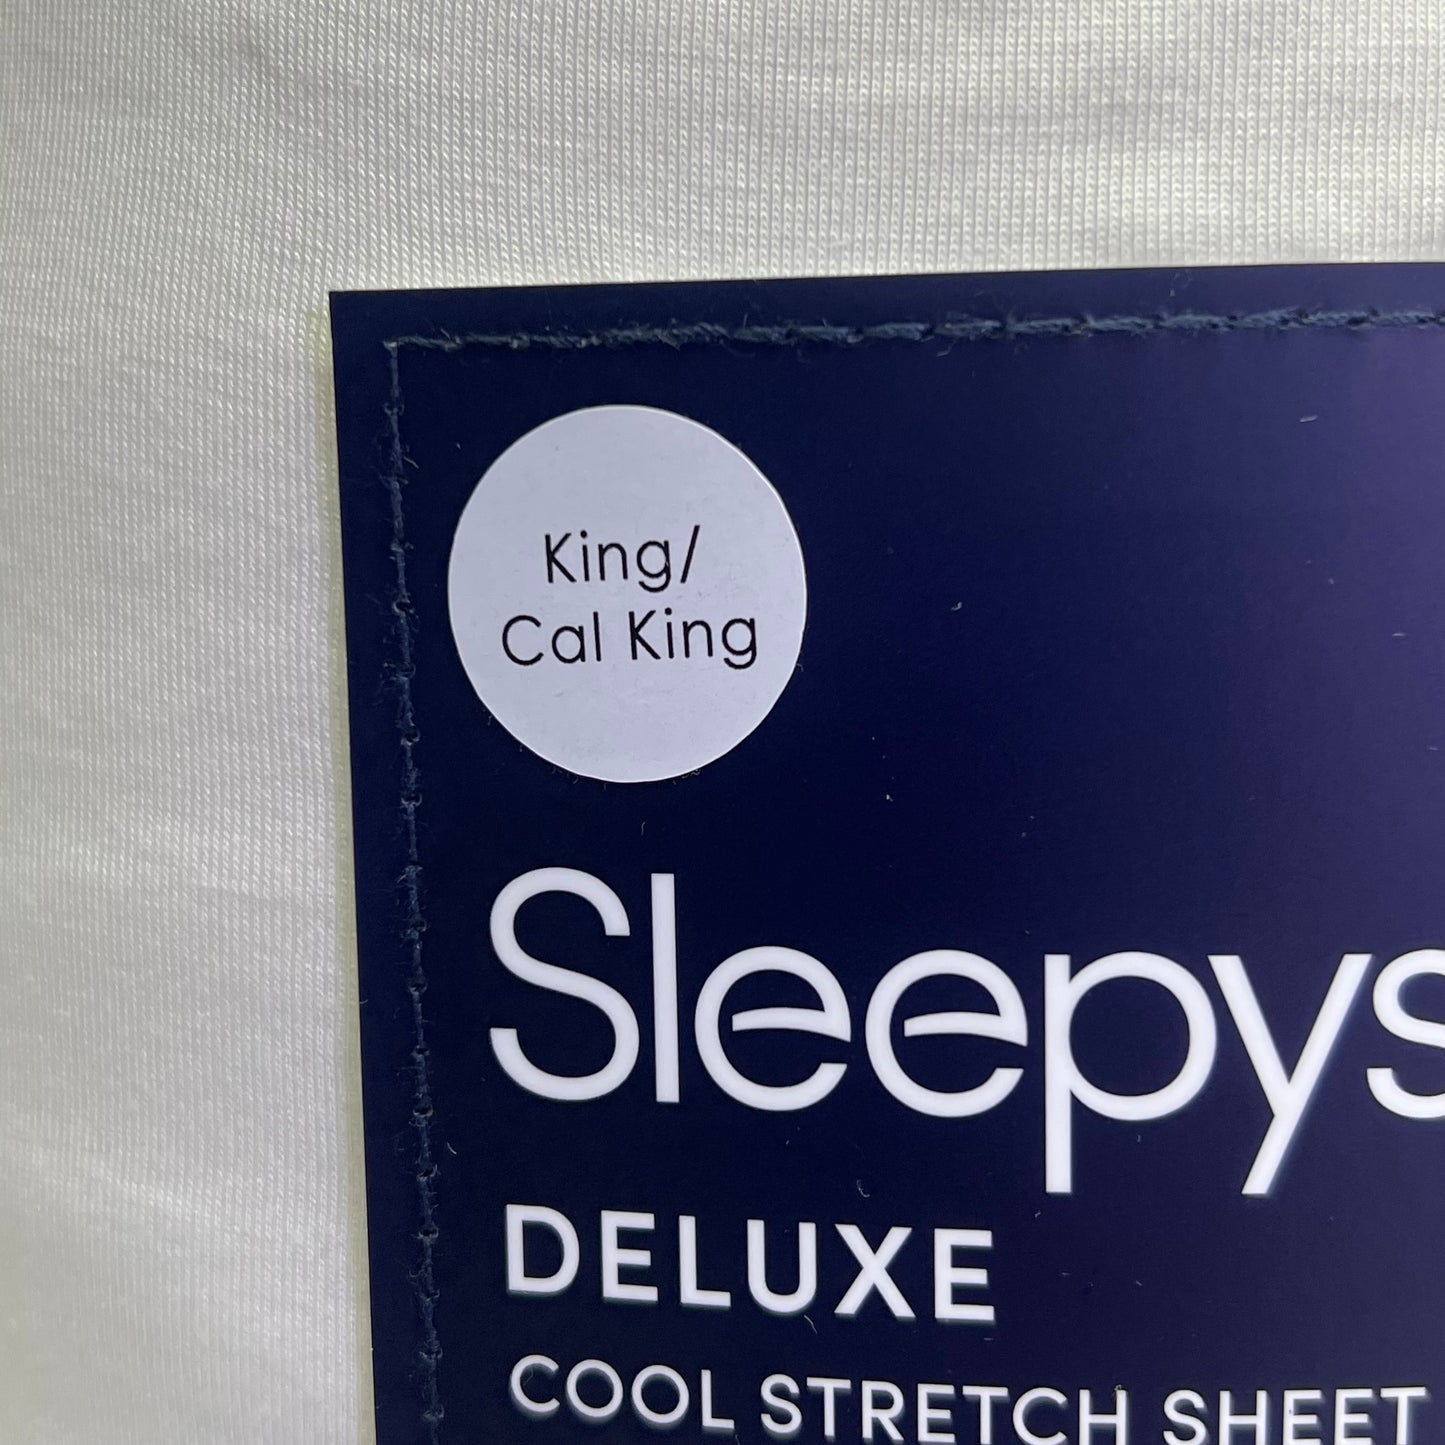 King/
Cal King
Sleepys
DELUXE
COOL STRETCH SHEET